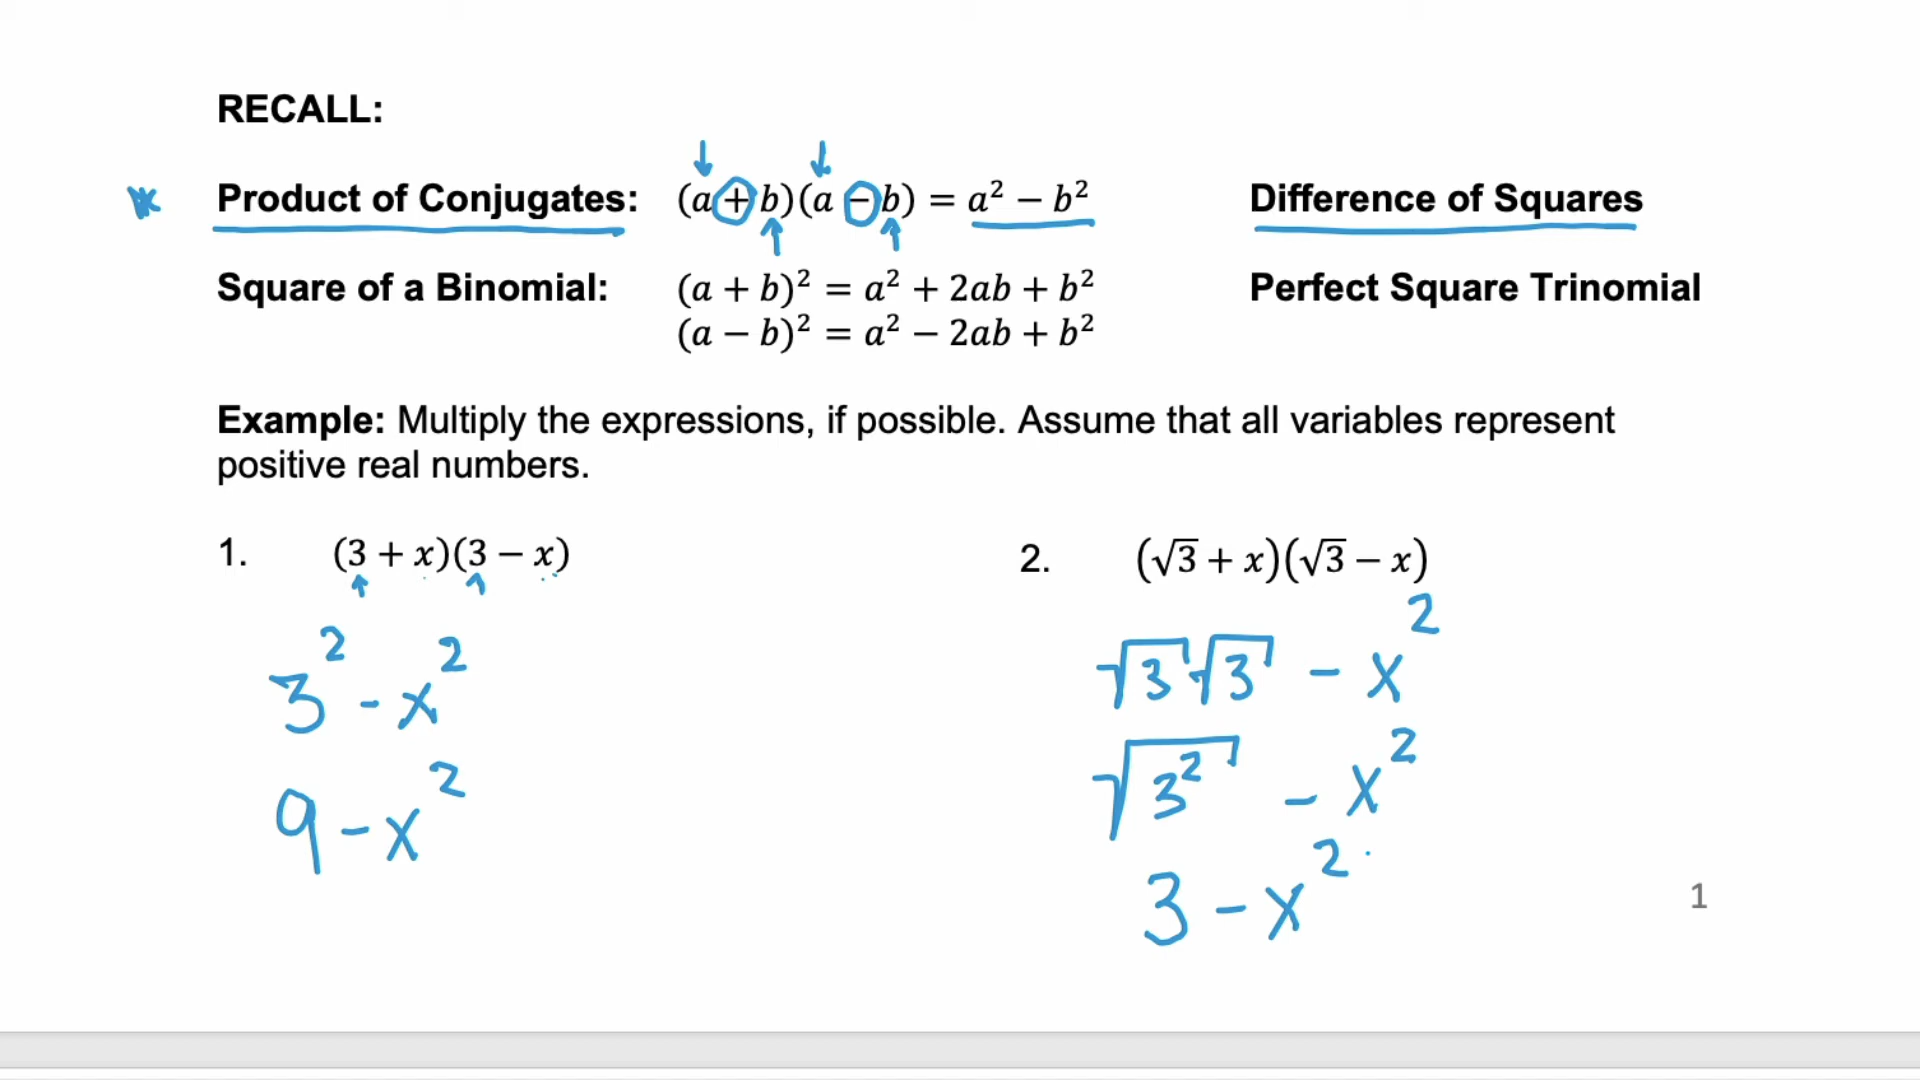 RECALL:
* Product of Conjugates: (a + b)(a − b) = a² − b² Difference of Squares
Square of a Binomial: (a + b)² = a² + 2ab + b² Perfect Square Trinomial
(a − b)² = a² − 2ab + b²
Example: Multiply the expressions, if possible. Assume that all variables represent
positive real numbers.
1. (3 + x)(3 − x)
3² - x²
9 - x²
2. (√3 + x)(√3 − x)
√3 √3 - x²
√3² - x²
3 - x²
1